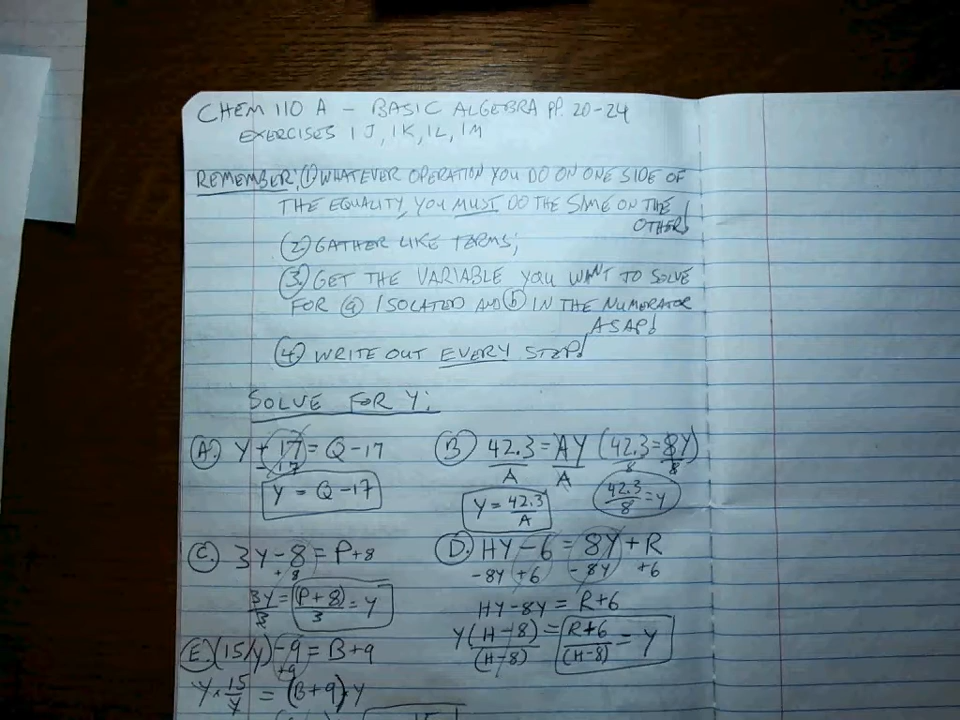 CHEM 110 A - BASIC ALGEBRA PP. 20-24
EXERCISES 1J, 1K, 1L, 1M
REMEMBER: (1) WHATEVER OPERATION YOU DO ON ONE SIDE OF
THE EQUALITY, YOU MUST DO THE SAME ON THE
OTHER!
(2) GATHER LIKE TERMS;
(3) GET THE VARIABLE YOU WANT TO SOLVE
FOR (a) ISOLATED AND (b) IN THE NUMERATOR
ASAP!
(4) WRITE OUT EVERY STEP!
SOLVE FOR Y:
(A.) Y + 17 = Q - 17
- 17
Y = Q - 17
(B) 42.3/A = AY/A (42.3/8 = 8Y/8)
Y = 42.3/A
42.3/8 = Y
(C) 3Y - 8 = P + 8
+ 8
3Y/3 = (P + 8)/3 = Y
(D.) HY - 6 = 8Y + R
-8Y +6 -8Y +6
HY - 8Y = R + 6
Y(H - 8)/(H - 8) = R + 6/(H - 8) = Y
(E.) (15/Y) - 9 = B + 9
+9
Y · 15/Y = (B + 9) · Y
15